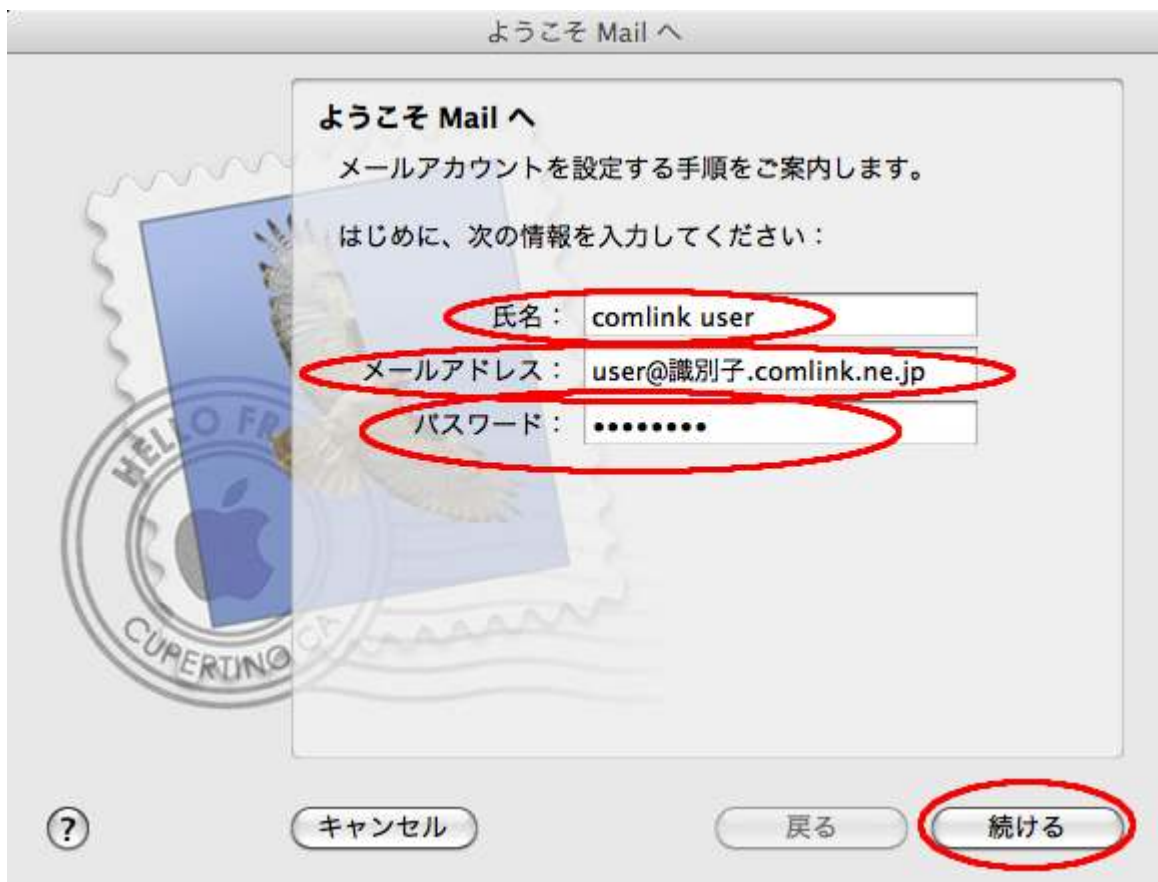 ようこそ Mail へ
ようこそ Mail へ
メールアカウントを設定する手順をご案内します。
はじめに、次の情報を入力してください：
氏名： comlink user
メールアドレス： user@識別子.comlink.ne.jp
パスワード： ••••••••
HELLO FR
CUPERTINO CA
? キャンセル 戻る 続ける